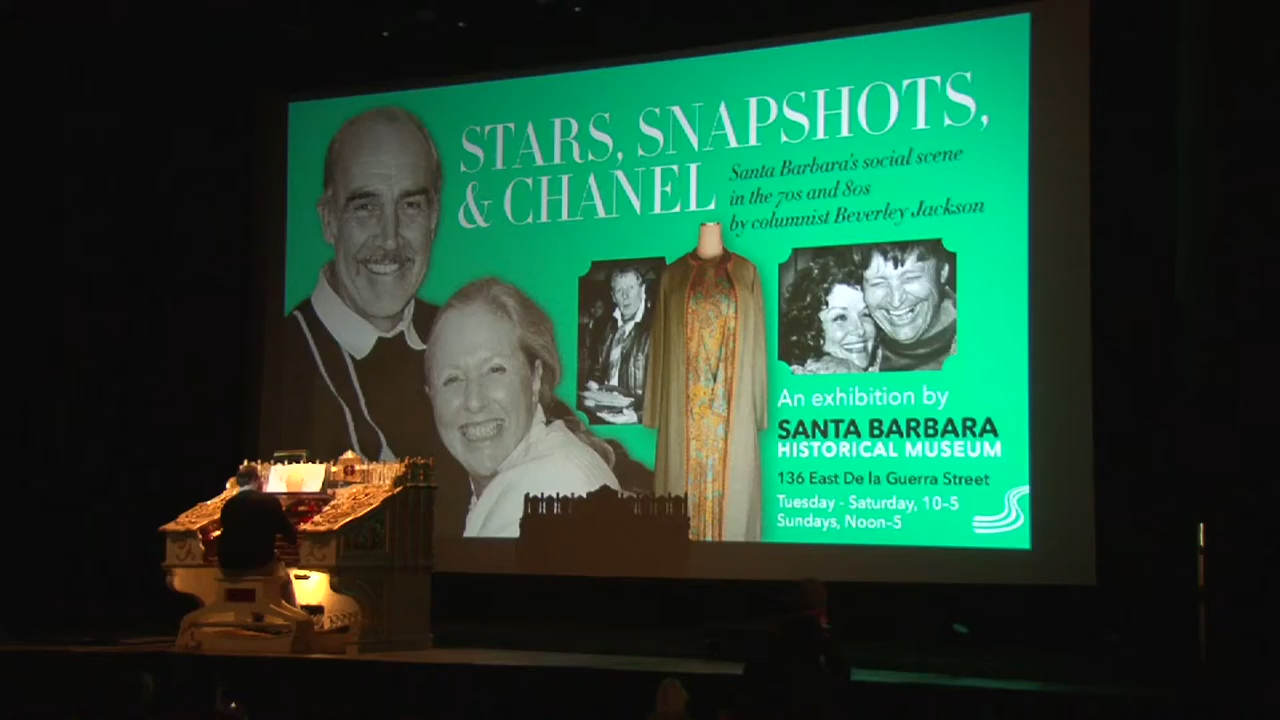 STARS, SNAPSHOTS,
& CHANEL
Santa Barbara's social scene
in the 70s and 80s
by columnist Beverley Jackson
An exhibition by
SANTA BARBARA
HISTORICAL MUSEUM
136 East De la Guerra Street
Tuesday - Saturday, 10-5
Sundays, Noon-5